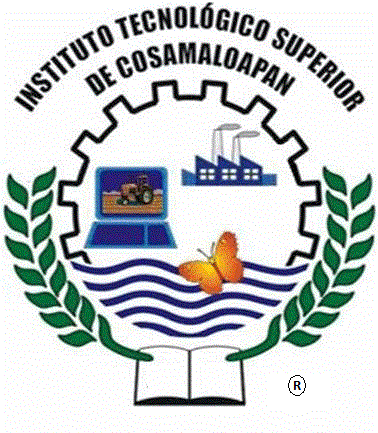 INSTITUTO TECNOLÓGICO SUPERIOR
DE COSAMALOAPAN
®